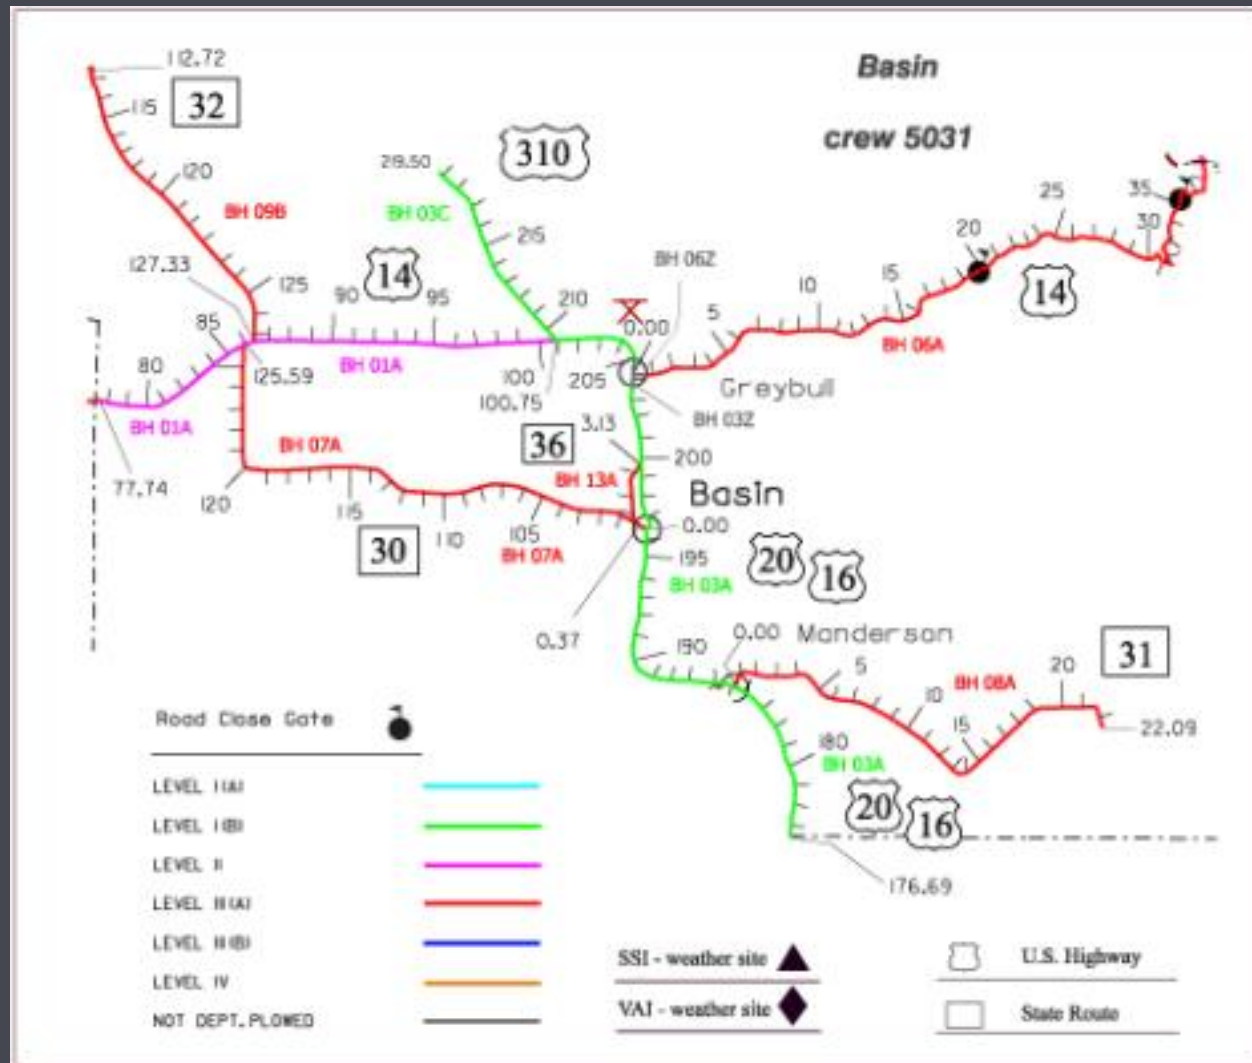 112.72
32
115
120
BH 09B
127.33
125
Basin
crew 5031
310
219.50
BH 03C
215
210
14
90
95
85
80
BH 01A
BH 01A
125.59
100
100.75
77.74
BH 06Z
0.00
205
Greybull
BH 03Z
5
10
15
20
25
30
35
BH 06A
14
36
3.13
200
BH 13A
Basin
0.00
BH 07A
120
115
110
105
30
BH 07A
0.37
195
BH 03A
20
16
190
0.00
Manderson
5
10
15
20
BH 08A
31
22.09
180
BH 03A
20
16
176.69
Road Close Gate
LEVEL I(A)
LEVEL I(B)
LEVEL II
LEVEL III(A)
LEVEL III(B)
LEVEL IV
NOT DEPT. PLOWED
SSI - weather site
VAI - weather site
U.S. Highway
State Route